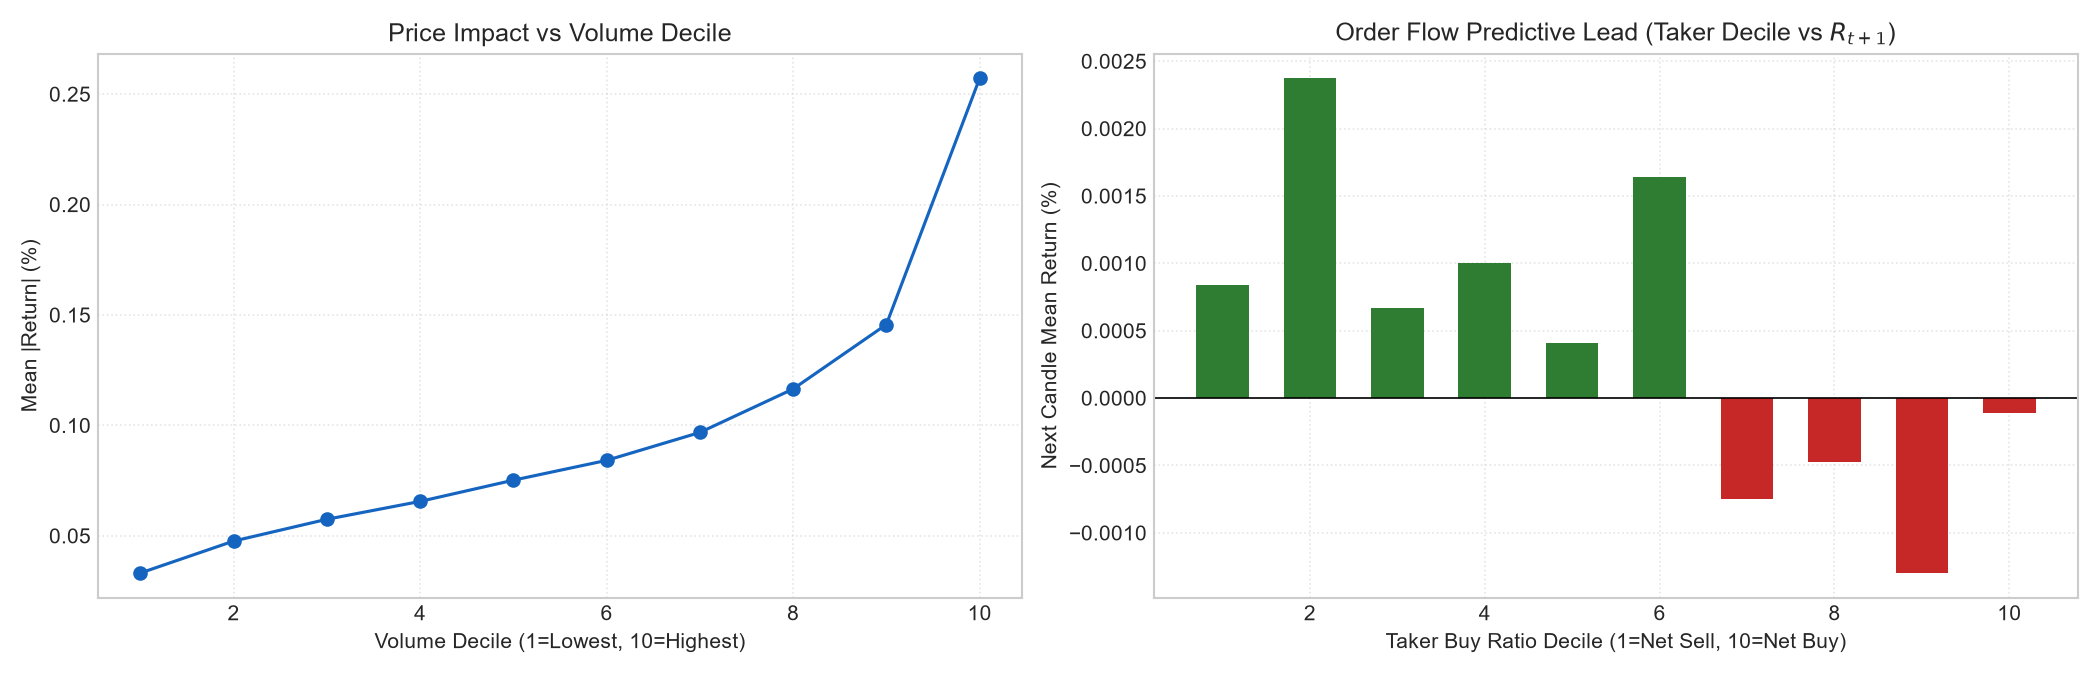 Price Impact vs Volume Decile
0.25
0.20
0.15
0.10
0.05
Mean |Return| (%)
2 4 6 8 10
Volume Decile (1=Lowest, 10=Highest)
Order Flow Predictive Lead (Taker Decile vs R_{t+1})
0.0025
0.0020
0.0015
0.0010
0.0005
0.0000
−0.0005
−0.0010
Next Candle Mean Return (%)
2 4 6 8 10
Taker Buy Ratio Decile (1=Net Sell, 10=Net Buy)